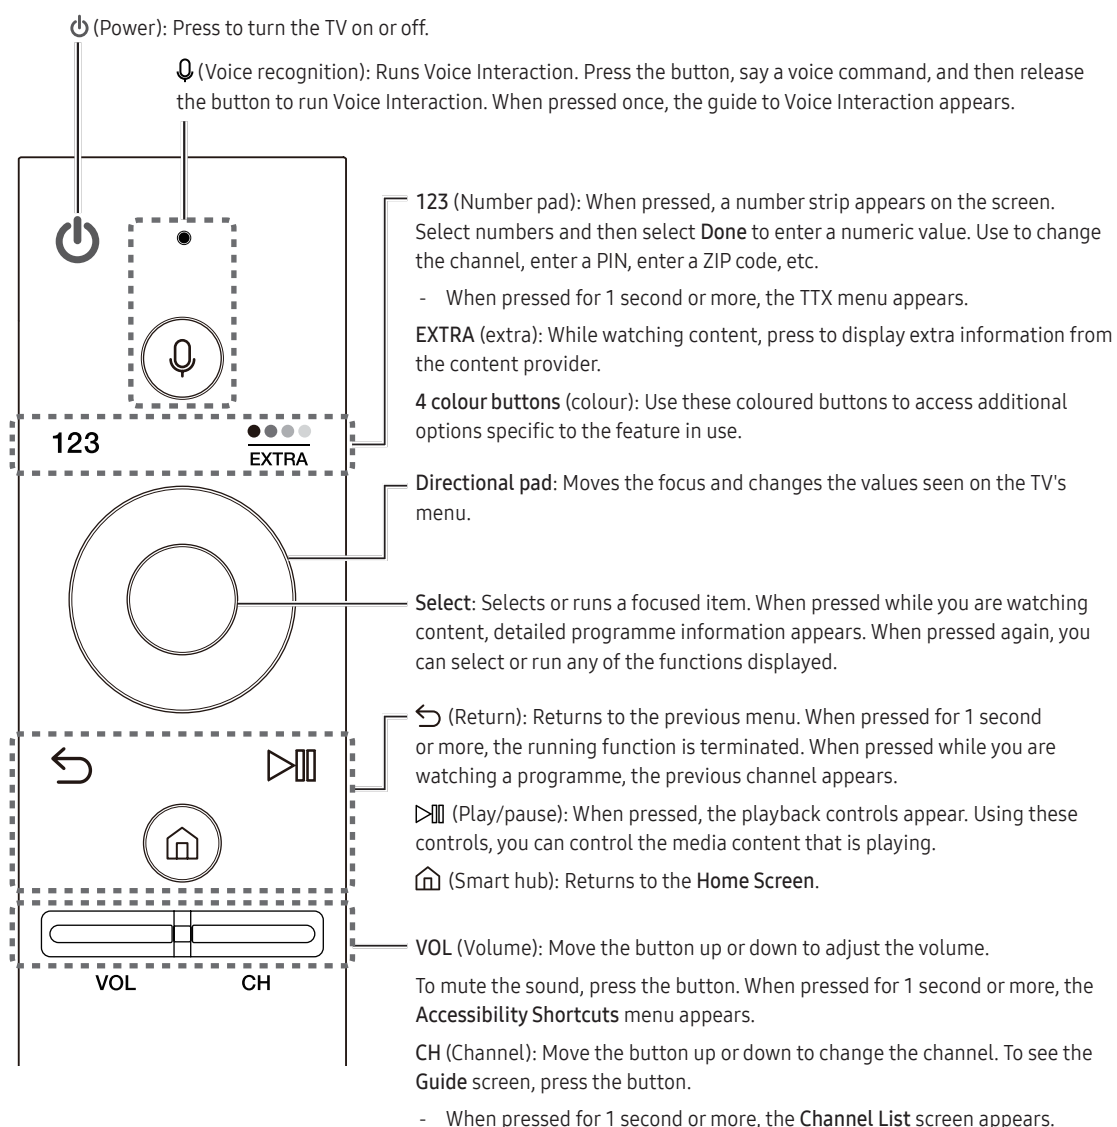 (Power): Press to turn the TV on or off.
(Voice recognition): Runs Voice Interaction. Press the button, say a voice command, and then release
the button to run Voice Interaction. When pressed once, the guide to Voice Interaction appears.
123 (Number pad): When pressed, a number strip appears on the screen.
Select numbers and then select Done to enter a numeric value. Use to change
the channel, enter a PIN, enter a ZIP code, etc.
- When pressed for 1 second or more, the TTX menu appears.
EXTRA (extra): While watching content, press to display extra information from
the content provider.
4 colour buttons (colour): Use these coloured buttons to access additional
options specific to the feature in use.
123
EXTRA
Directional pad: Moves the focus and changes the values seen on the TV's
menu.
Select: Selects or runs a focused item. When pressed while you are watching
content, detailed programme information appears. When pressed again, you
can select or run any of the functions displayed.
(Return): Returns to the previous menu. When pressed for 1 second
or more, the running function is terminated. When pressed while you are
watching a programme, the previous channel appears.
(Play/pause): When pressed, the playback controls appear. Using these
controls, you can control the media content that is playing.
(Smart hub): Returns to the Home Screen.
VOL (Volume): Move the button up or down to adjust the volume.
To mute the sound, press the button. When pressed for 1 second or more, the
Accessibility Shortcuts menu appears.
CH (Channel): Move the button up or down to change the channel. To see the
Guide screen, press the button.
- When pressed for 1 second or more, the Channel List screen appears.
VOL
CH